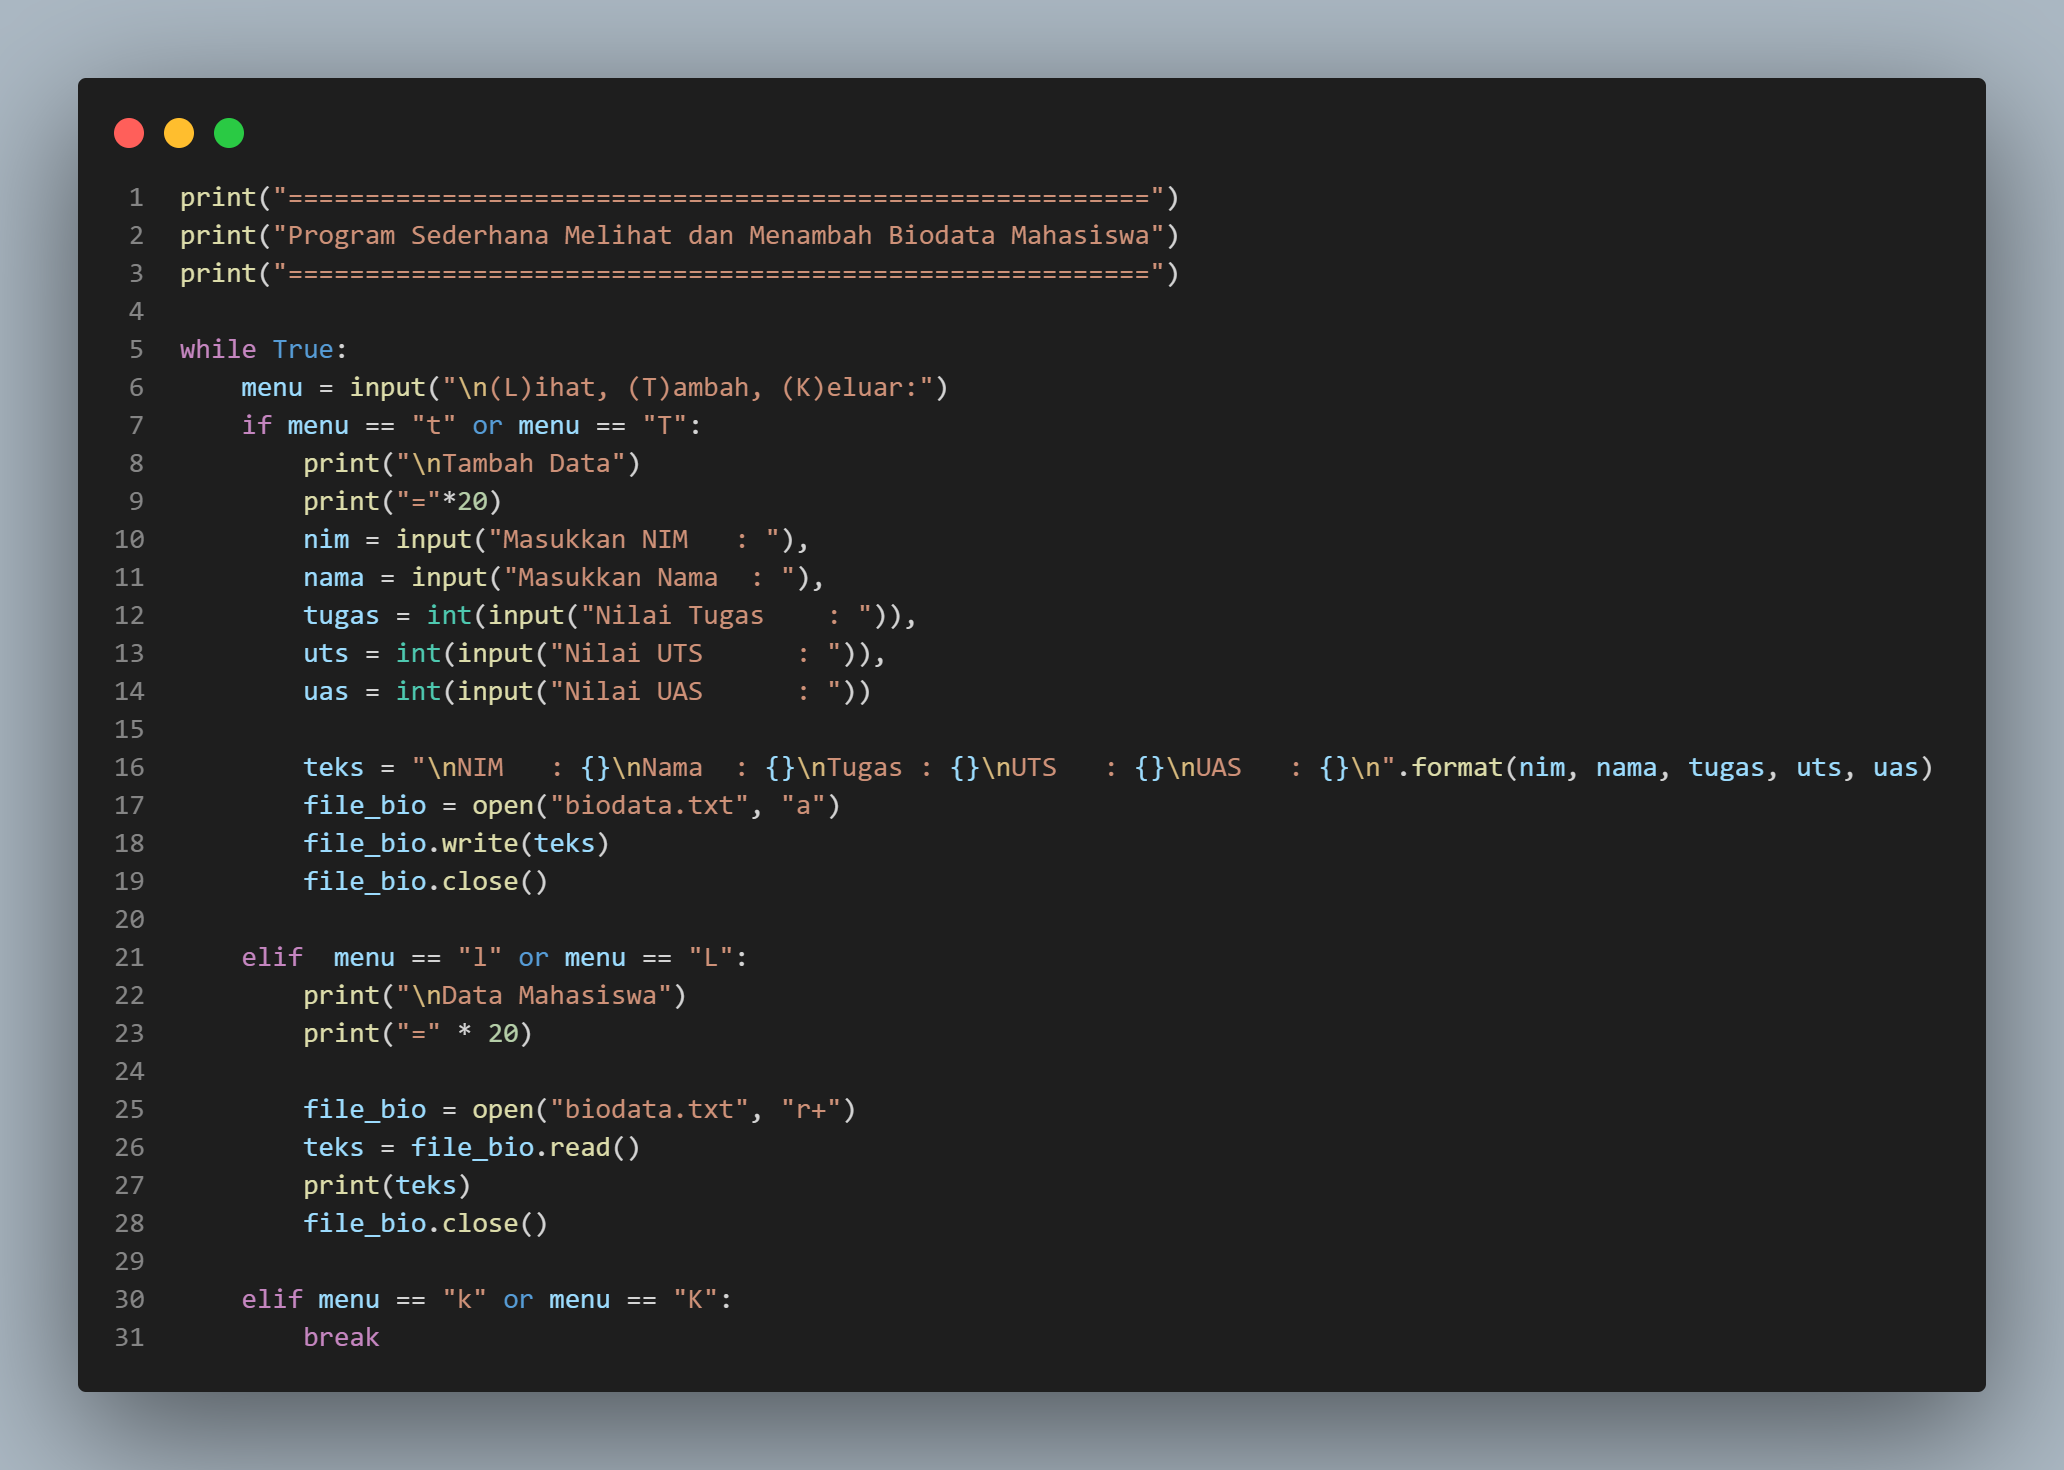 1 print("========================================================")
2 print("Program Sederhana Melihat dan Menambah Biodata Mahasiswa")
3 print("========================================================")
4
5 while True:
6     menu = input("\n(L)ihat, (T)ambah, (K)eluar:")
7     if menu == "t" or menu == "T":
8         print("\nTambah Data")
9         print("="*20)
10         nim = input("Masukkan NIM   : "),
11         nama = input("Masukkan Nama  : "),
12         tugas = int(input("Nilai Tugas    : ")),
13         uts = int(input("Nilai UTS      : ")),
14         uas = int(input("Nilai UAS      : "))
15
16         teks = "\nNIM   : {}\nNama  : {}\nTugas : {}\nUTS   : {}\nUAS   : {}\n".format(nim, nama, tugas, uts, uas)
17         file_bio = open("biodata.txt", "a")
18         file_bio.write(teks)
19         file_bio.close()
20
21     elif  menu == "l" or menu == "L":
22         print("\nData Mahasiswa")
23         print("=" * 20)
24
25         file_bio = open("biodata.txt", "r+")
26         teks = file_bio.read()
27         print(teks)
28         file_bio.close()
29
30     elif menu == "k" or menu == "K":
31         break